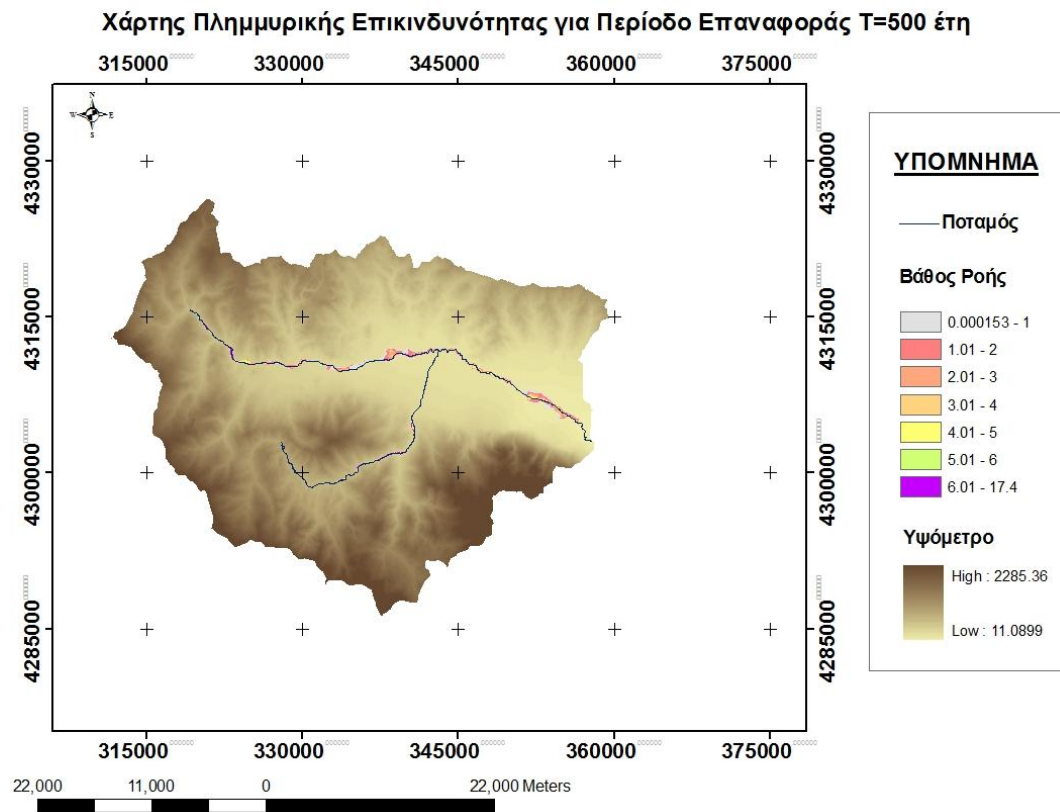 Χάρτης Πλημμυρικής Επικινδυνότητας για Περίοδο Επαναφοράς Τ=500 έτη
315000 330000 345000 360000 375000
N
W E
S
4330000
4315000
4300000
4285000
4330000
4315000
4300000
4285000
315000 330000 345000 360000 375000
22,000 11,000 0 22,000 Meters
ΥΠΟΜΝΗΜΑ
Ποταμός
Βάθος Ροής
0.000153 - 1
1.01 - 2
2.01 - 3
3.01 - 4
4.01 - 5
5.01 - 6
6.01 - 17.4
Υψόμετρο
High : 2285.36
Low : 11.0899